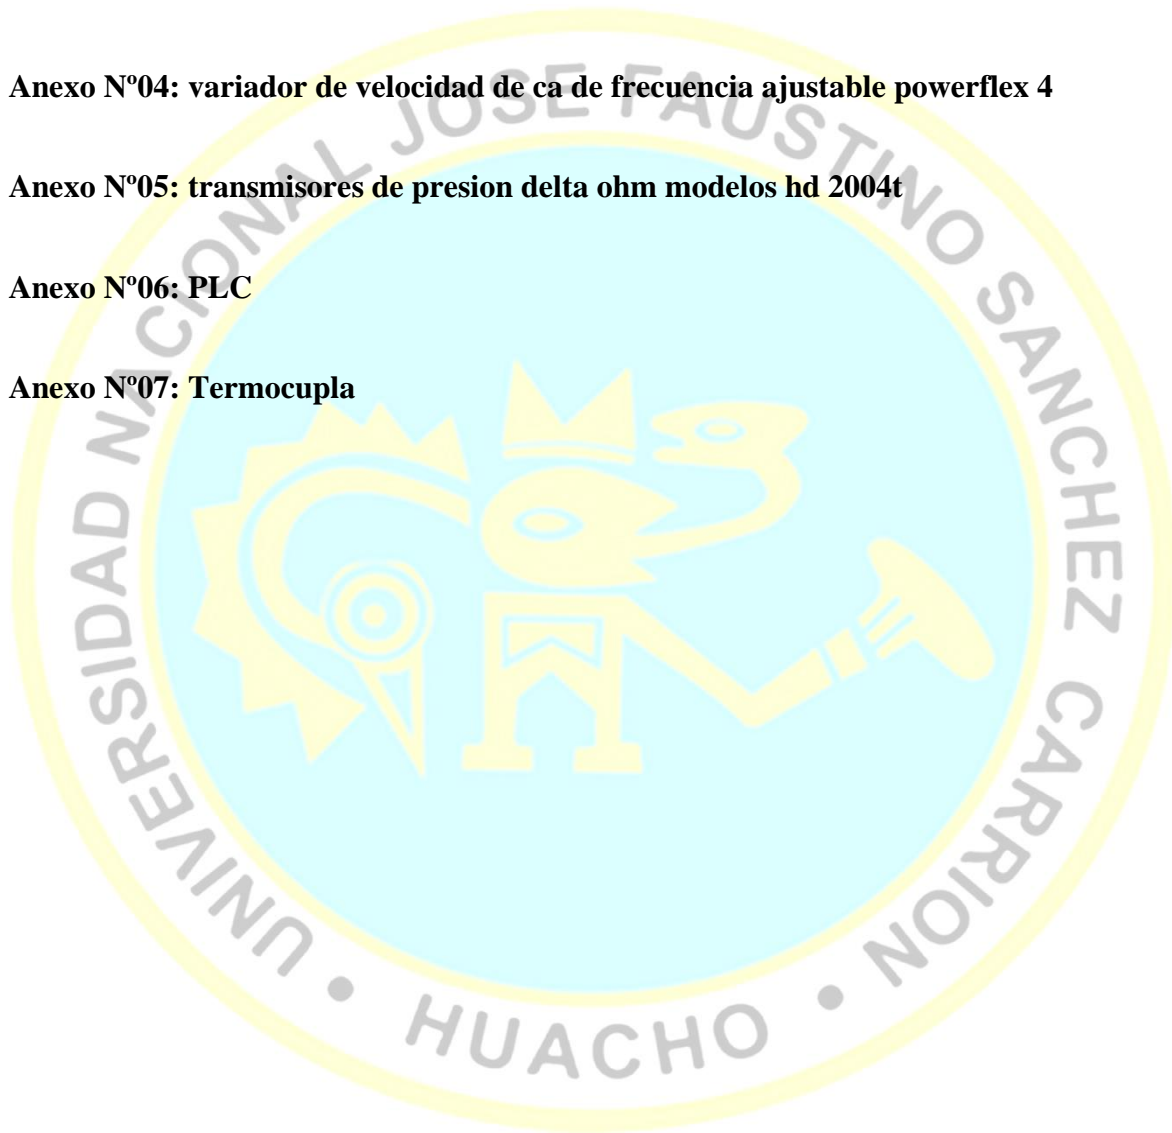 Anexo Nº04: variador de velocidad de ca de frecuencia ajustable powerflex 4
Anexo Nº05: transmisores de presion delta ohm modelos hd 2004t
Anexo Nº06: PLC
Anexo Nº07: Termocupla
UNIVERSIDAD NACIONAL JOSE FAUSTINO SANCHEZ CARRION • HUACHO •